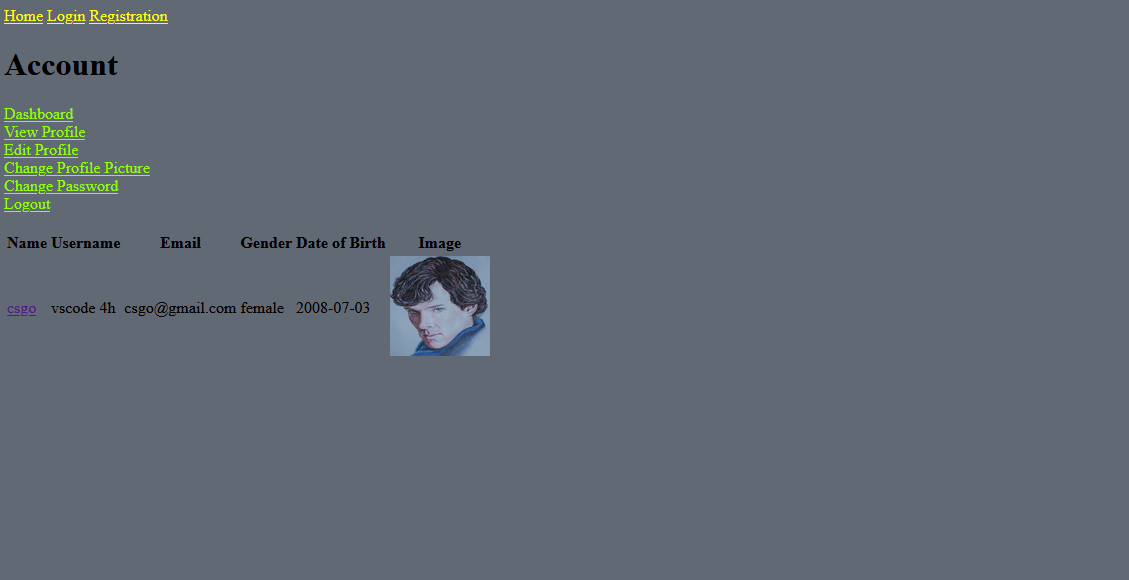 Home Login Registration
Account
Dashboard
View Profile
Edit Profile
Change Profile Picture
Change Password
Logout
Name Username Email Gender Date of Birth Image
csgo vscode 4h csgo@gmail.com female 2008-07-03